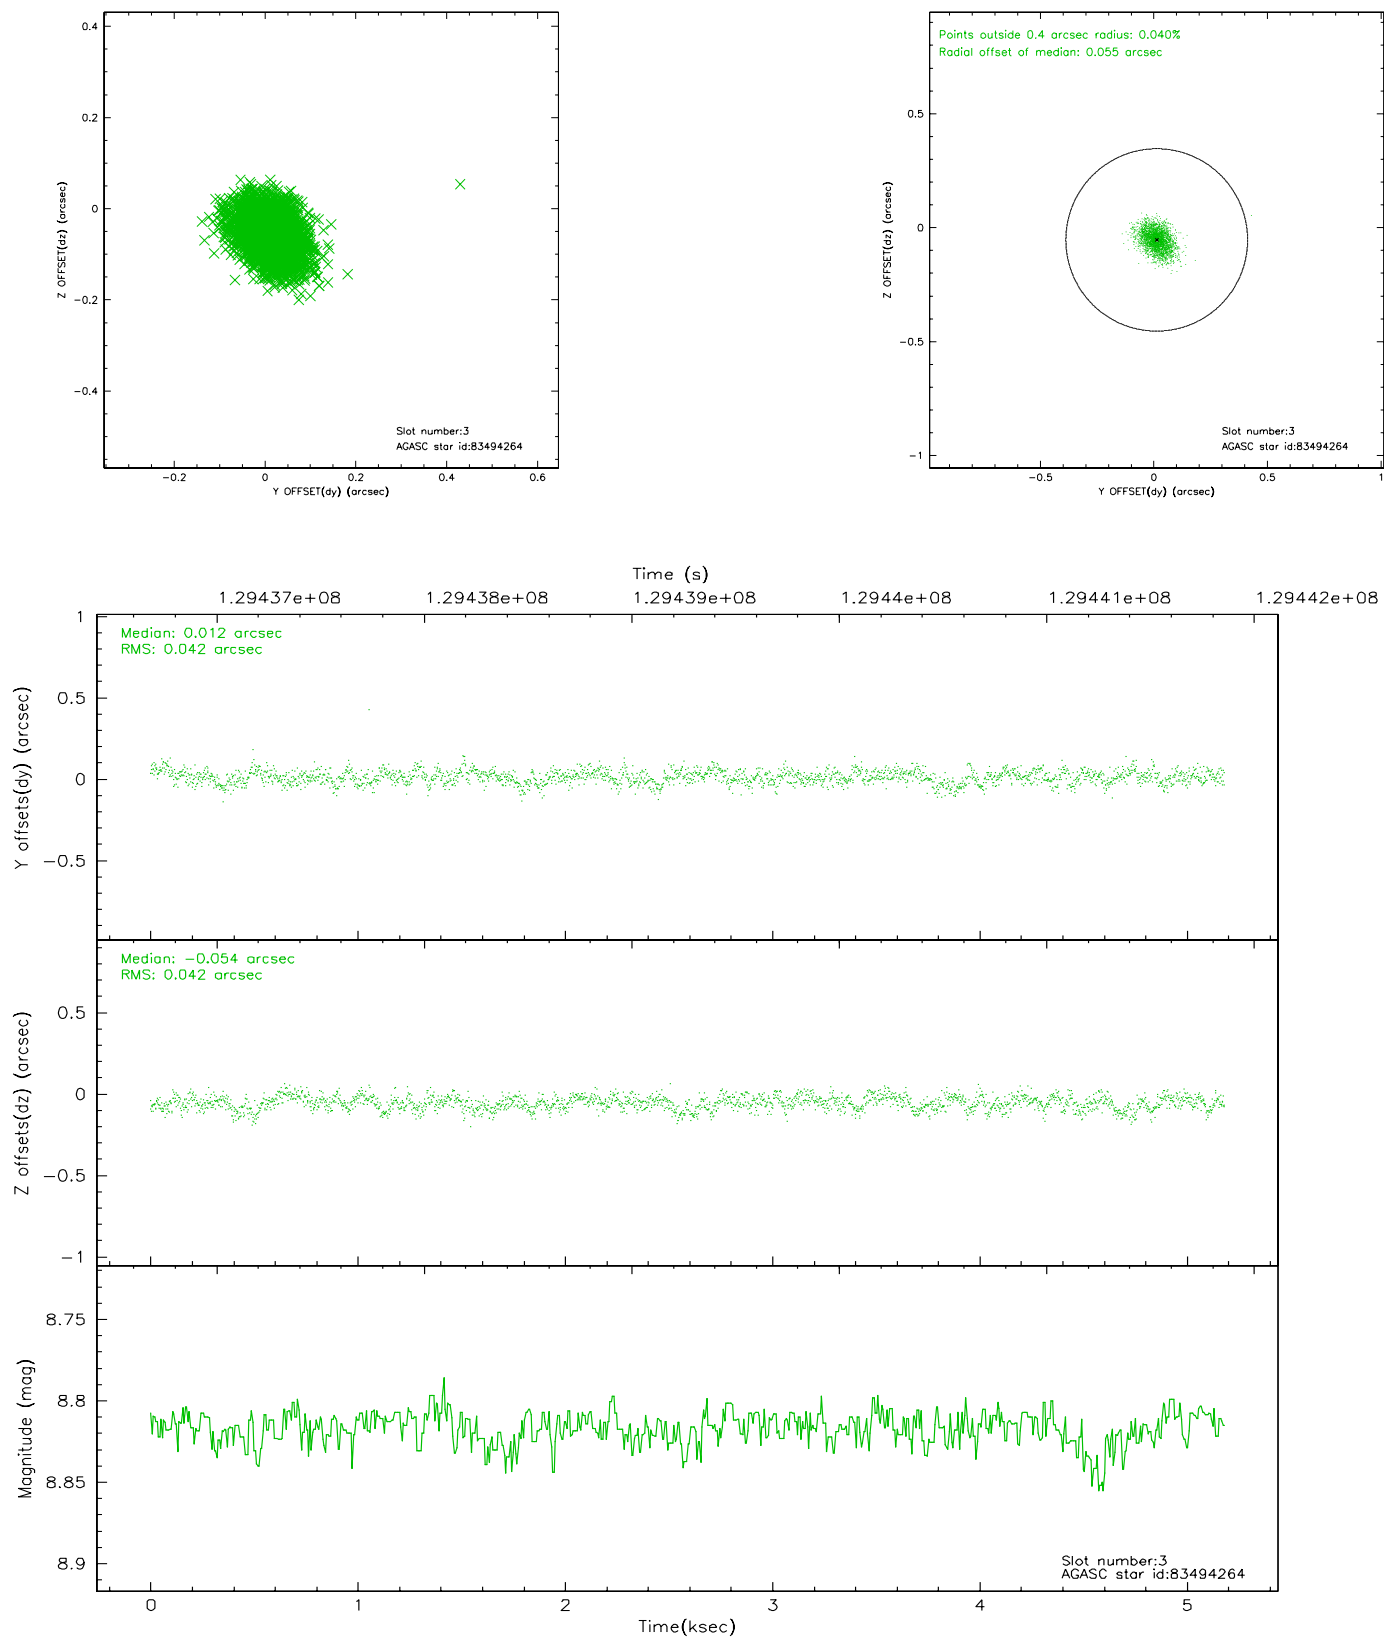 0.4
0.2
0
−0.2
−0.4
Z OFFSET(dz) (arcsec)
Slot number:3
AGASC star id:83494264
−0.2 0 0.2 0.4 0.6
Y OFFSET(dy) (arcsec)
Points outside 0.4 arcsec radius: 0.040%
Radial offset of median: 0.055 arcsec
0.5
0
−0.5
−1
Z OFFSET(dz) (arcsec)
Slot number:3
AGASC star id:83494264
−0.5 0 0.5 1
Y OFFSET(dy) (arcsec)
Time (s)
1.29437e+08 1.29438e+08 1.29439e+08 1.2944e+08 1.29441e+08 1.29442e+08
Median: 0.012 arcsec
RMS: 0.042 arcsec
1
0.5
0
−0.5
Y offsets(dy) (arcsec)
Median: −0.054 arcsec
RMS: 0.042 arcsec
0.5
0
−0.5
−1
Z offsets(dz) (arcsec)
8.75
8.8
8.85
8.9
Magnitude (mag)
Slot number:3
AGASC star id:83494264
0 1 2 3 4 5
Time(ksec)